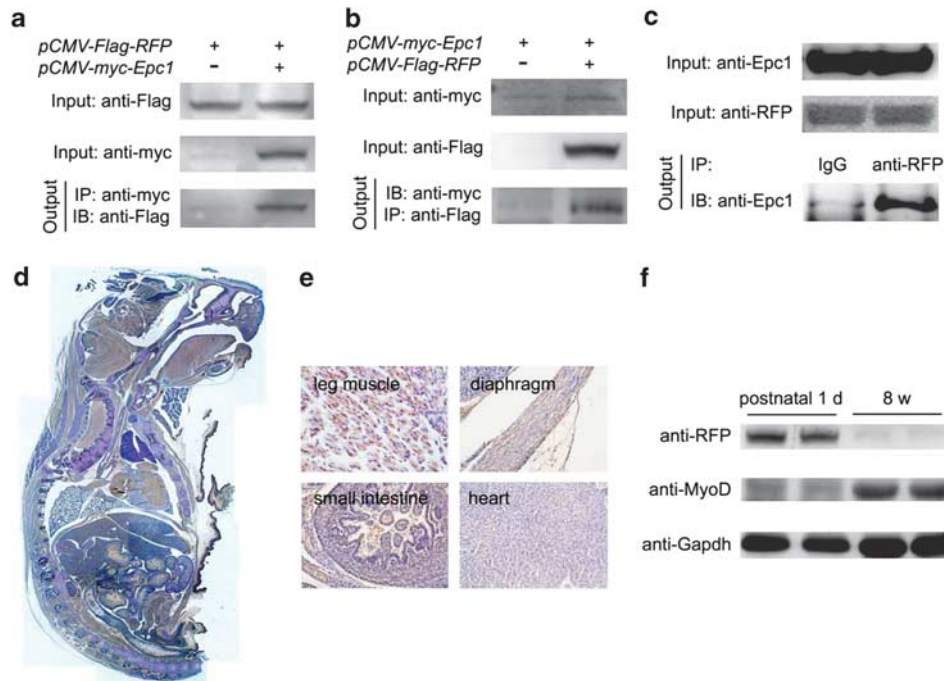 a
pCMV-Flag-RFP + +
pCMV-myc-Epc1 - +
Input: anti-Flag
Input: anti-myc
Output
IP: anti-myc
IB: anti-Flag
b
pCMV-myc-Epc1 + +
pCMV-Flag-RFP - +
Input: anti-myc
Input: anti-Flag
Output
IB: anti-myc
IP: anti-Flag
c
Input: anti-Epc1
Input: anti-RFP
Output
IP: IgG anti-RFP
IB: anti-Epc1
d
e
leg muscle
diaphragm
small intestine
heart
f
postnatal 1 d 8 w
anti-RFP
anti-MyoD
anti-Gapdh